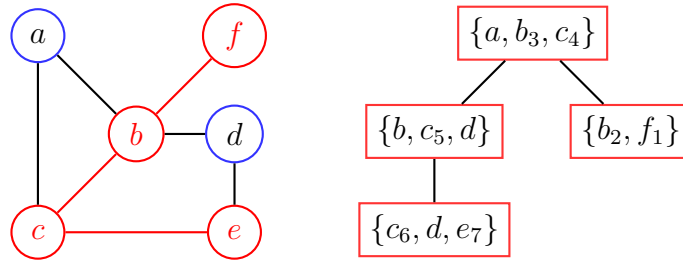 a f {a, b₃, c₄}
b d {b, c₅, d} {b₂, f₁}
c e {c₆, d, e₇}